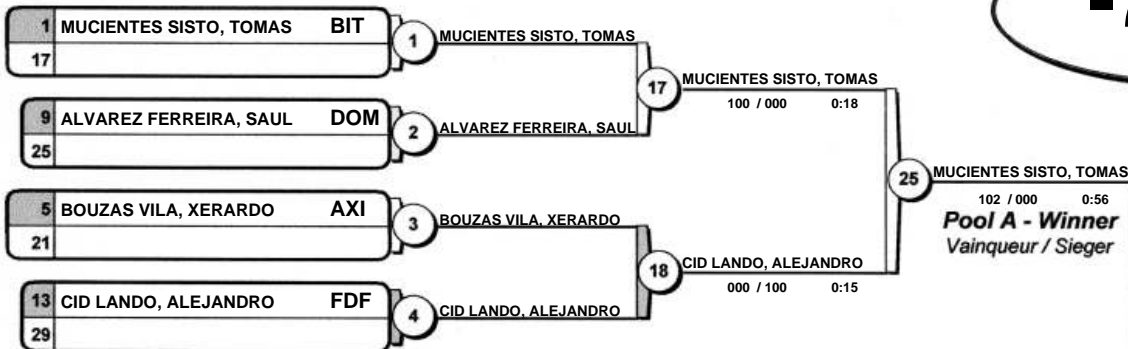 1 MUCIENTES SISTO, TOMAS BIT
17
1
MUCIENTES SISTO, TOMAS
9 ALVAREZ FERREIRA, SAUL DOM
25
2
ALVAREZ FERREIRA, SAUL
17
MUCIENTES SISTO, TOMAS
100 / 000 0:18
5 BOUZAS VILA, XERARDO AXI
21
3
BOUZAS VILA, XERARDO
13 CID LANDO, ALEJANDRO FDF
29
4
CID LANDO, ALEJANDRO
18
CID LANDO, ALEJANDRO
000 / 100 0:15
25
MUCIENTES SISTO, TOMAS
102 / 000 0:56
Pool A - Winner
Vainqueur / Sieger